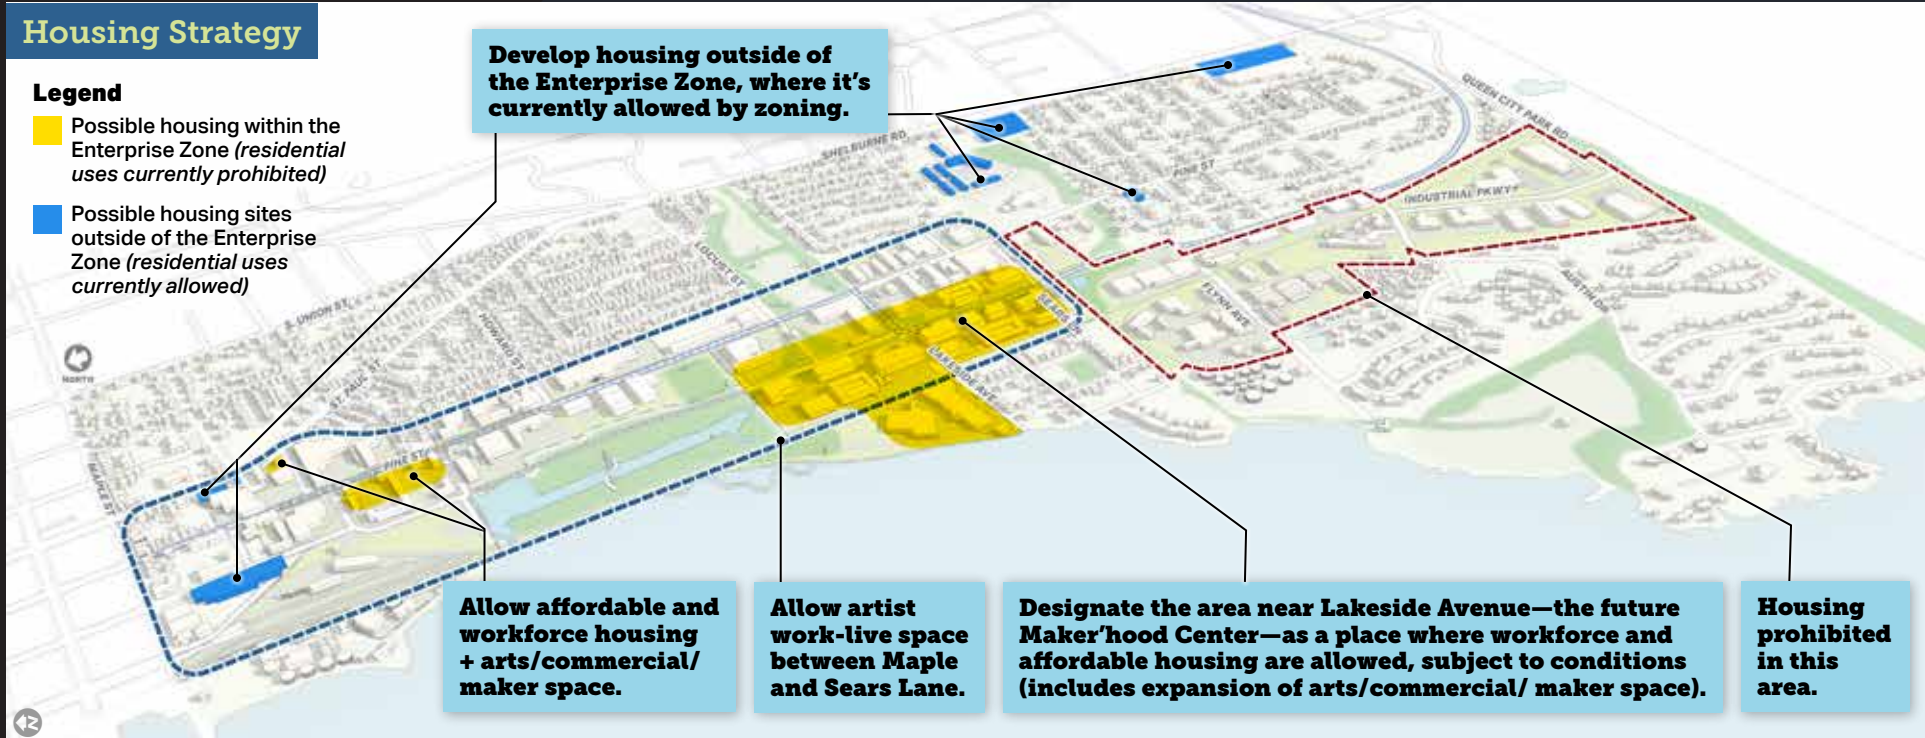 Housing Strategy
Legend
Possible housing within the
Enterprise Zone (residential
uses currently prohibited)
Possible housing sites
outside of the Enterprise
Zone (residential uses
currently allowed)
Develop housing outside of
the Enterprise Zone, where it's
currently allowed by zoning.
QUEEN CITY PARK RD
SHELBURNE RD
PINE ST
INDUSTRIAL PKWY
LOCUST ST
AUSTIN DR
FLYNN AVE
SEARS
S. UNION ST
HOWARD ST
NORTH
ST. PAUL ST
LAKESIDE AVE
PINE ST
MAPLE ST
Allow affordable and
workforce housing
+ arts/commercial/
maker space.
Allow artist
work-live space
between Maple
and Sears Lane.
Designate the area near Lakeside Avenue—the future
Maker'hood Center—as a place where workforce and
affordable housing are allowed, subject to conditions
(includes expansion of arts/commercial/ maker space).
Housing
prohibited
in this
area.